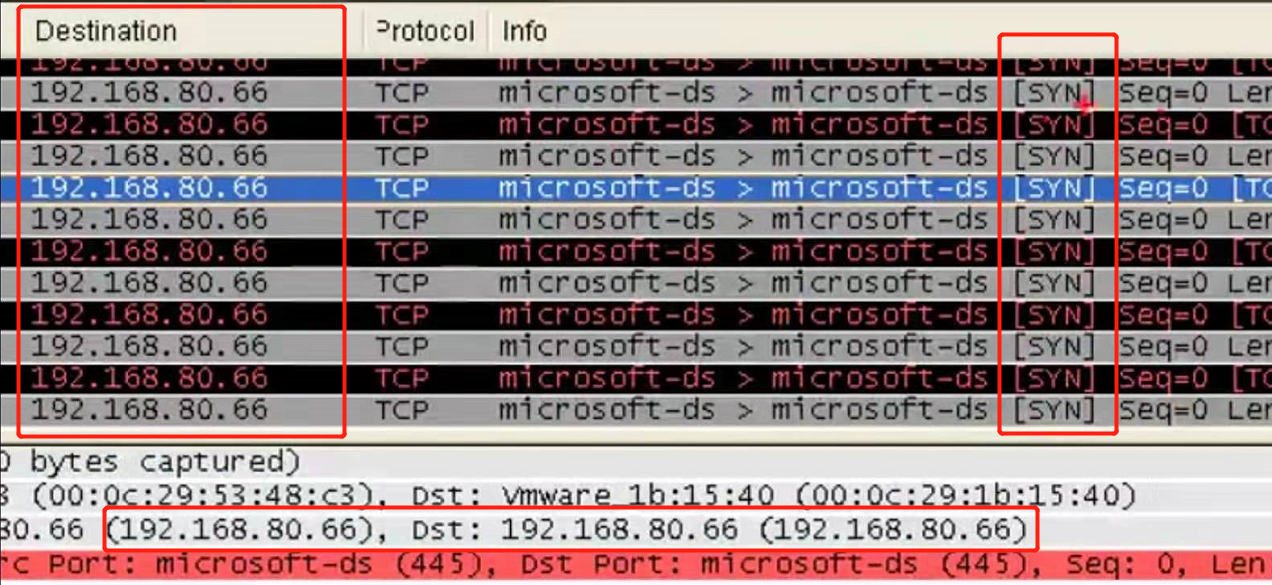 Destination Protocol Info
192.168.80.66 TCP microsoft-ds > microsoft-ds [SYN] Seq=0 [TC
192.168.80.66 TCP microsoft-ds > microsoft-ds [SYN] Seq=0 Len
192.168.80.66 TCP microsoft-ds > microsoft-ds [SYN] Seq=0 [TC
192.168.80.66 TCP microsoft-ds > microsoft-ds [SYN] Seq=0 Len
192.168.80.66 TCP microsoft-ds > microsoft-ds [SYN] Seq=0 [TC
192.168.80.66 TCP microsoft-ds > microsoft-ds [SYN] Seq=0 Len
192.168.80.66 TCP microsoft-ds > microsoft-ds [SYN] Seq=0 [TC
192.168.80.66 TCP microsoft-ds > microsoft-ds [SYN] Seq=0 Len
192.168.80.66 TCP microsoft-ds > microsoft-ds [SYN] Seq=0 [TC
192.168.80.66 TCP microsoft-ds > microsoft-ds [SYN] Seq=0 Len
192.168.80.66 TCP microsoft-ds > microsoft-ds [SYN] Seq=0 [TC
192.168.80.66 TCP microsoft-ds > microsoft-ds [SYN] Seq=0 Len
bytes captured)
(00:0c:29:53:48:c3), Dst: Vmware_1b:15:40 (00:0c:29:1b:15:40)
80.66 (192.168.80.66), Dst: 192.168.80.66 (192.168.80.66)
rc Port: microsoft-ds (445), Dst Port: microsoft-ds (445), Seq: 0, Len